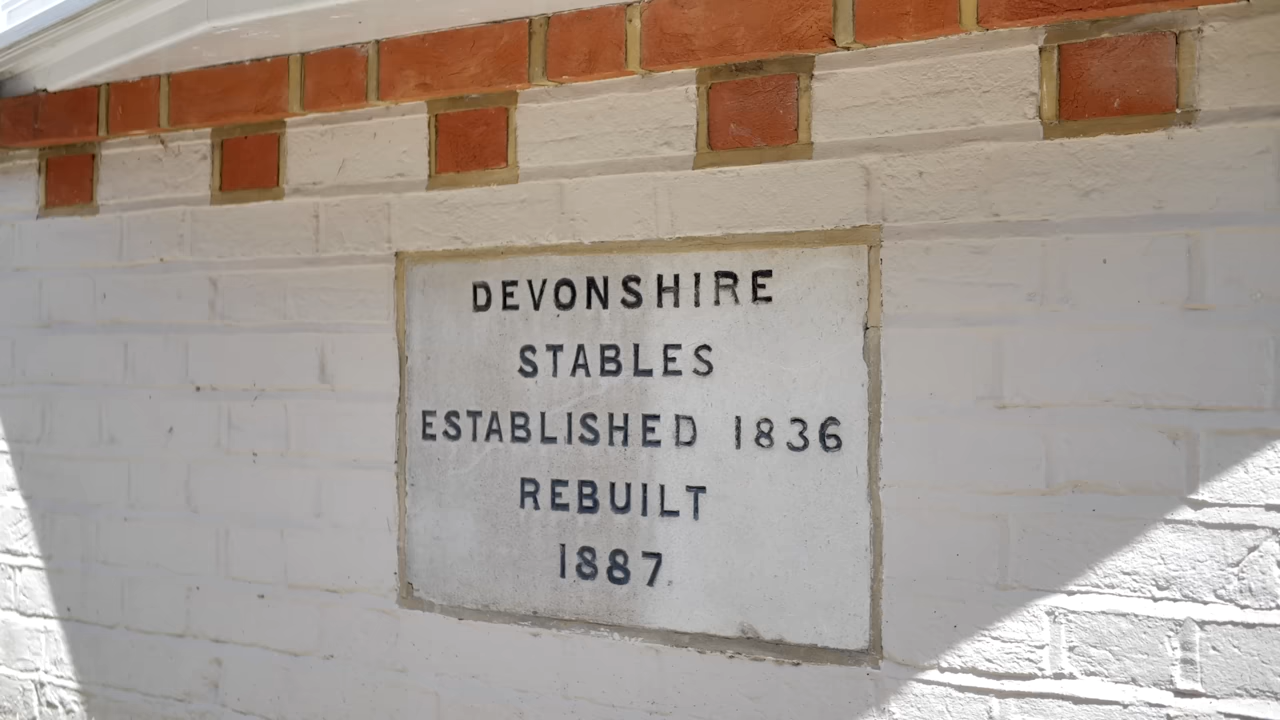 DEVONSHIRE
STABLES
ESTABLISHED 1836
REBUILT
1887